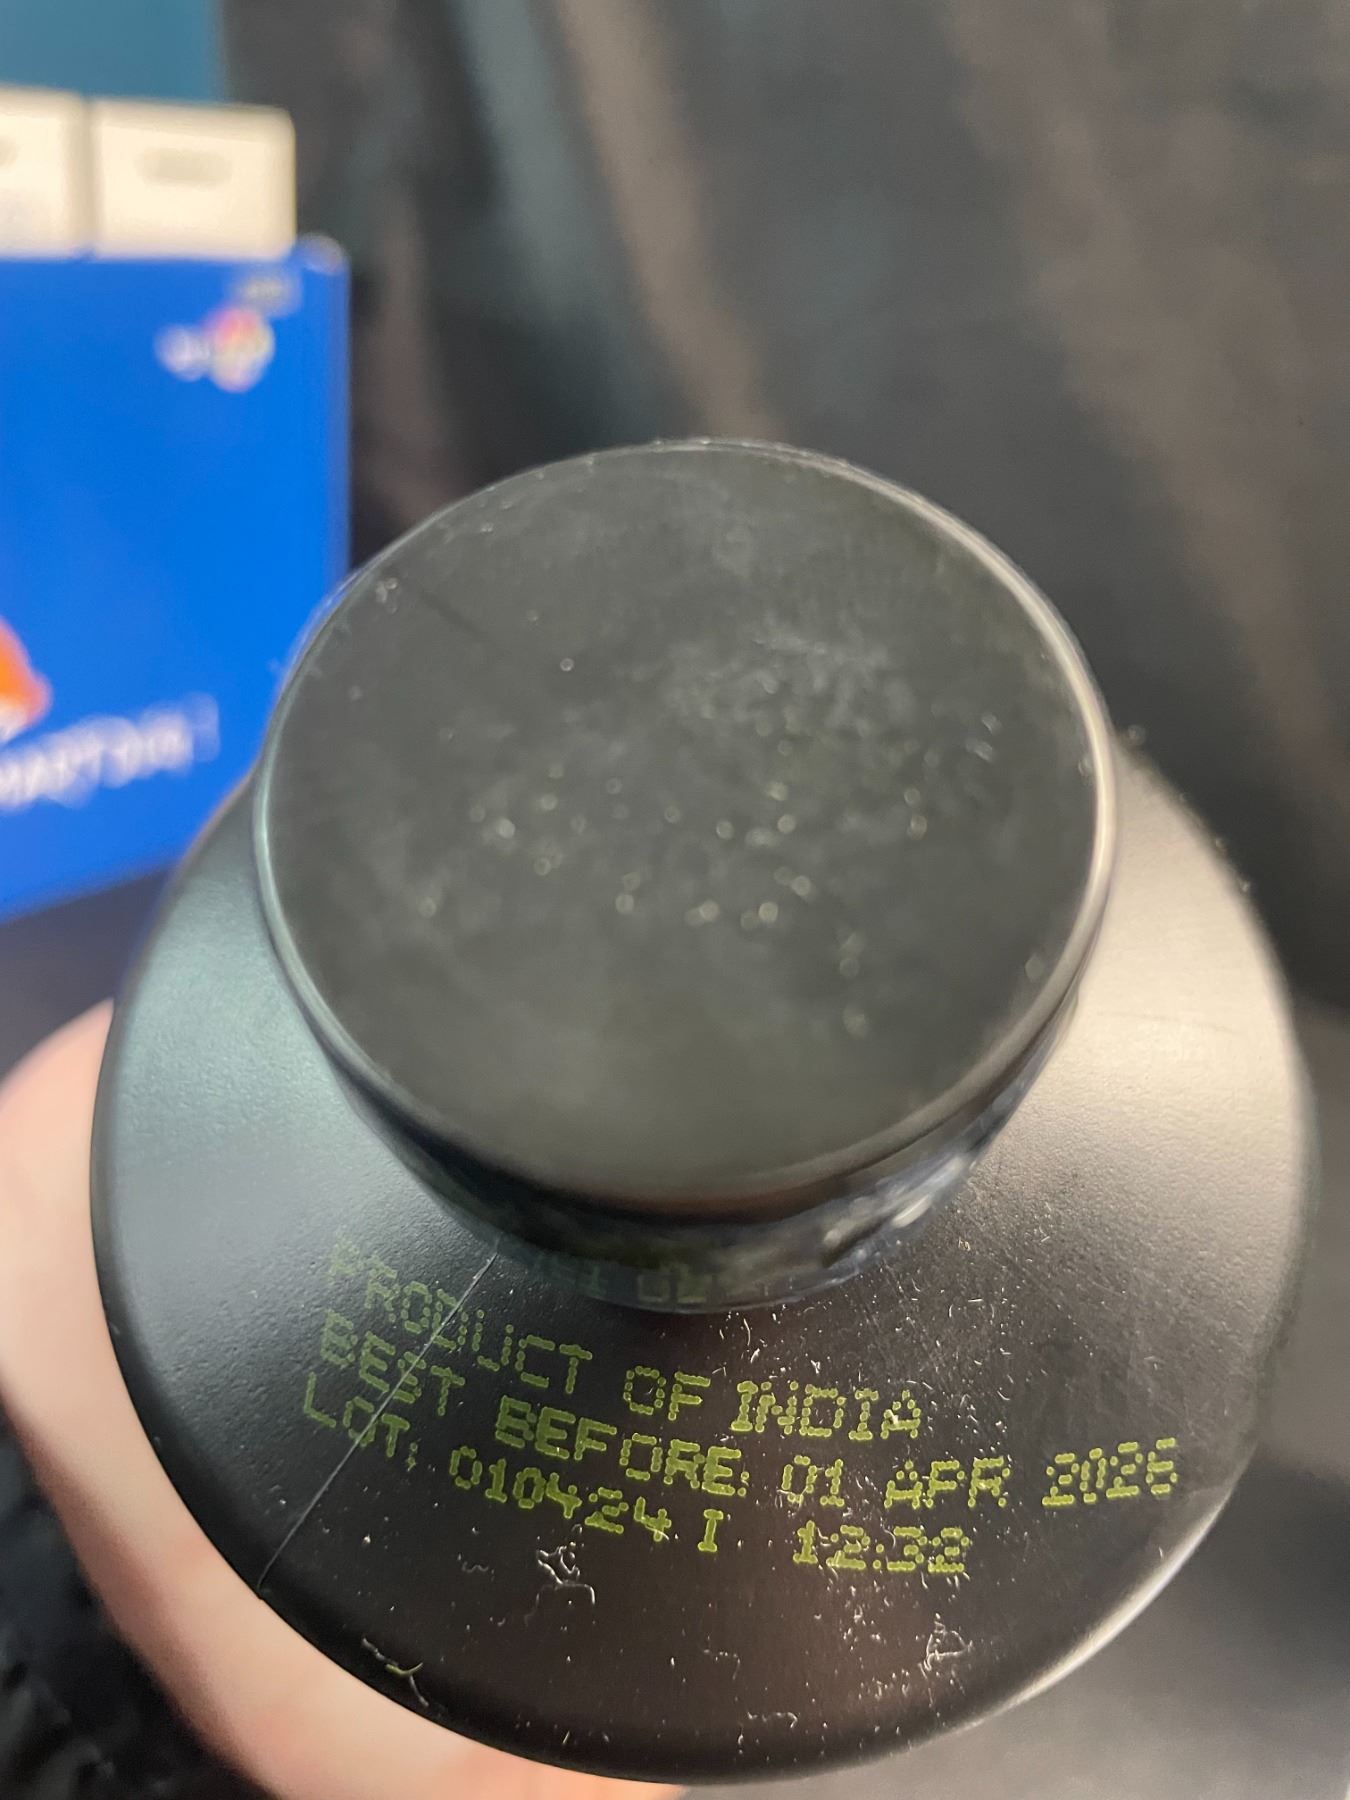 PRODUCT OF INDIA
BEST BEFORE: 01 APR 2026
LOT: 010424 I 12:32